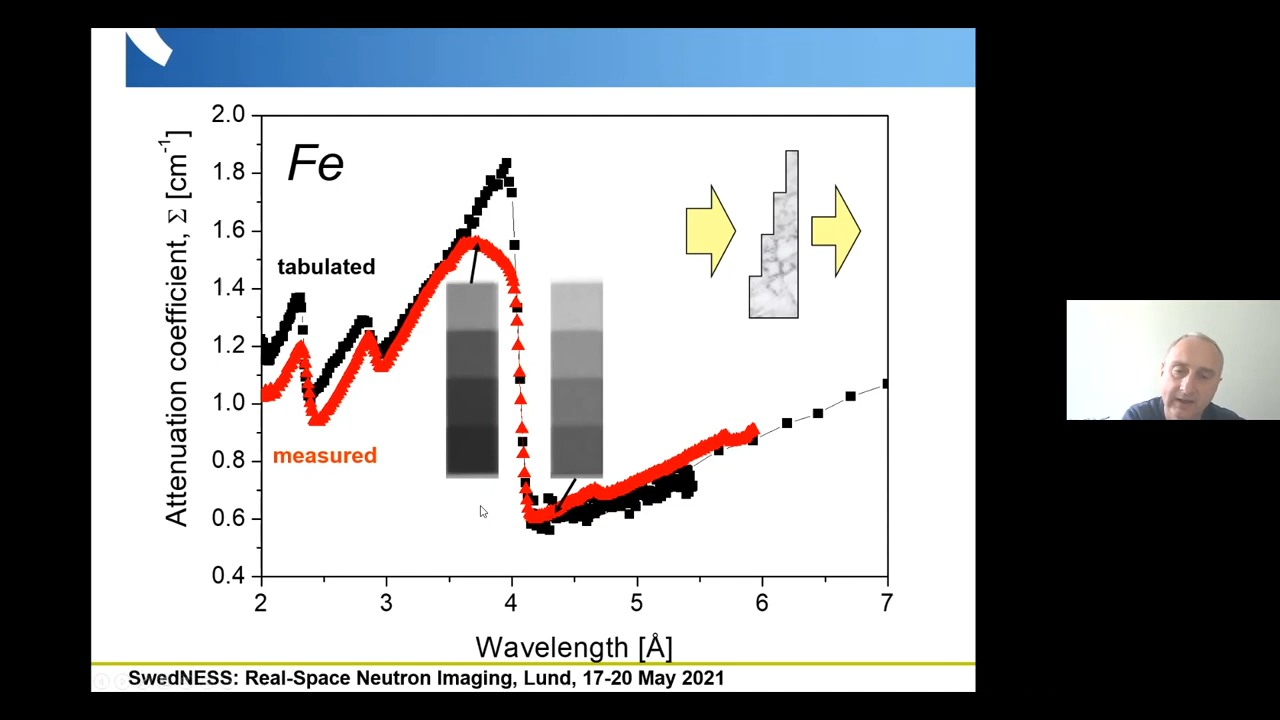 Fe
tabulated
measured
Attenuation coefficient, Σ [cm⁻¹]
2.0
1.8
1.6
1.4
1.2
1.0
0.8
0.6
0.4
2 3 4 5 6 7
Wavelength [Å]
SwedNESS: Real-Space Neutron Imaging, Lund, 17-20 May 2021